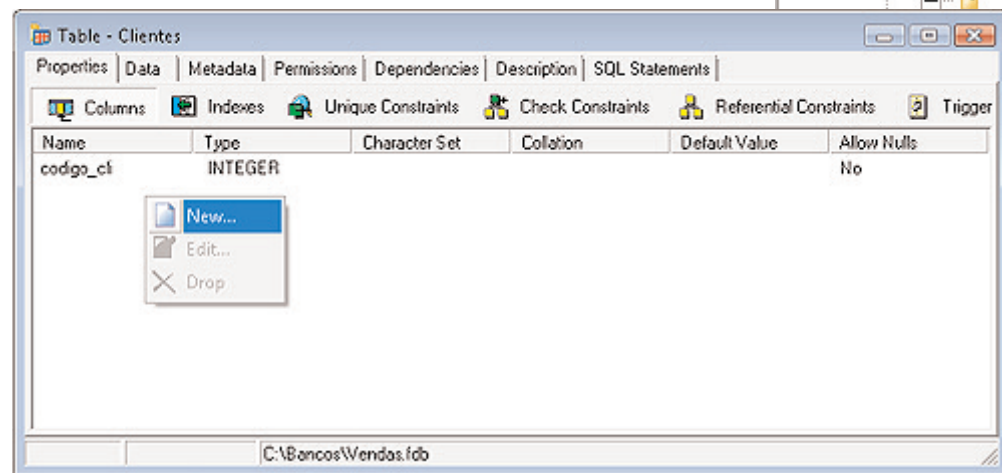 Table - Clientes
Properties Data Metadata Permissions Dependencies Description SQL Statements
Columns Indexes Unique Constraints Check Constraints Referential Constraints Trigger
Name Type Character Set Collation Default Value Allow Nulls
codigo_cli INTEGER No
New...
Edit...
Drop
C:\Bancos\Vendas.fdb